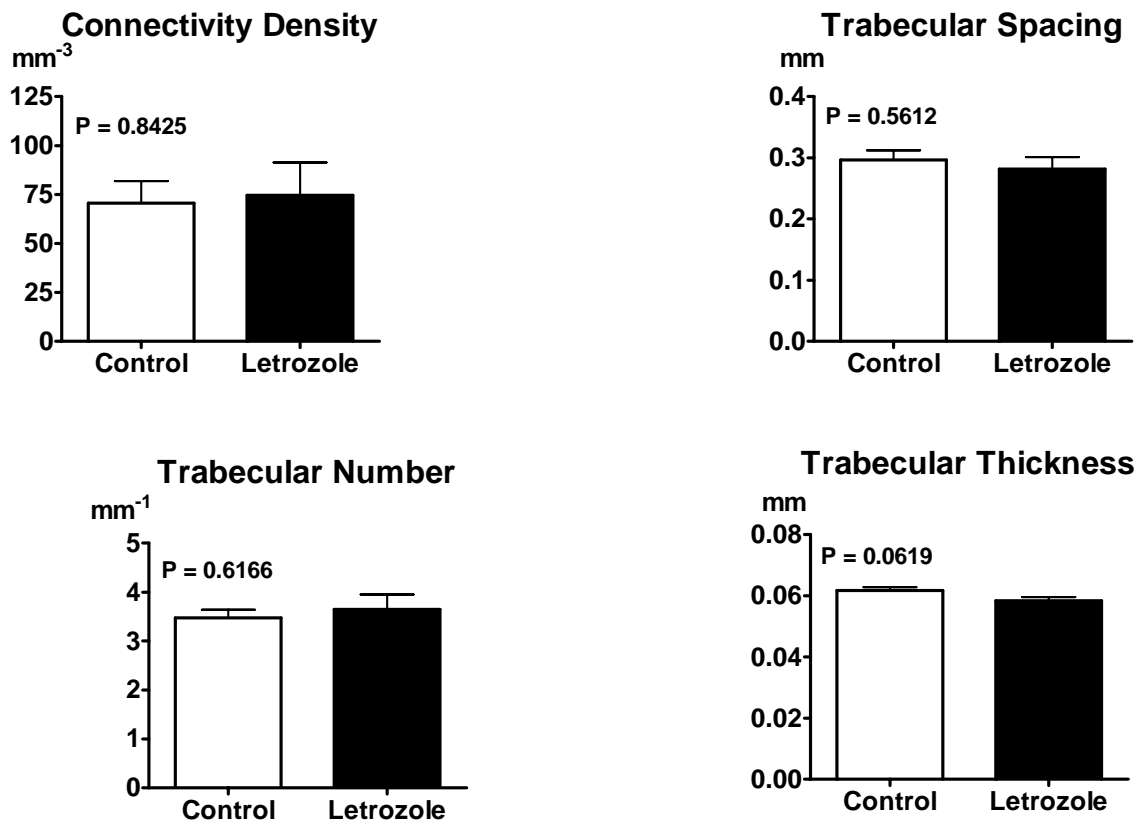 Connectivity Density
mm-3
125
100
75
50
25
0
P = 0.8425
Control Letrozole
Trabecular Spacing
mm
0.4
0.3
0.2
0.1
0.0
P = 0.5612
Control Letrozole
Trabecular Number
mm-1
5
4
3
2
1
0
P = 0.6166
Control Letrozole
Trabecular Thickness
mm
0.08
0.06
0.04
0.02
0.00
P = 0.0619
Control Letrozole